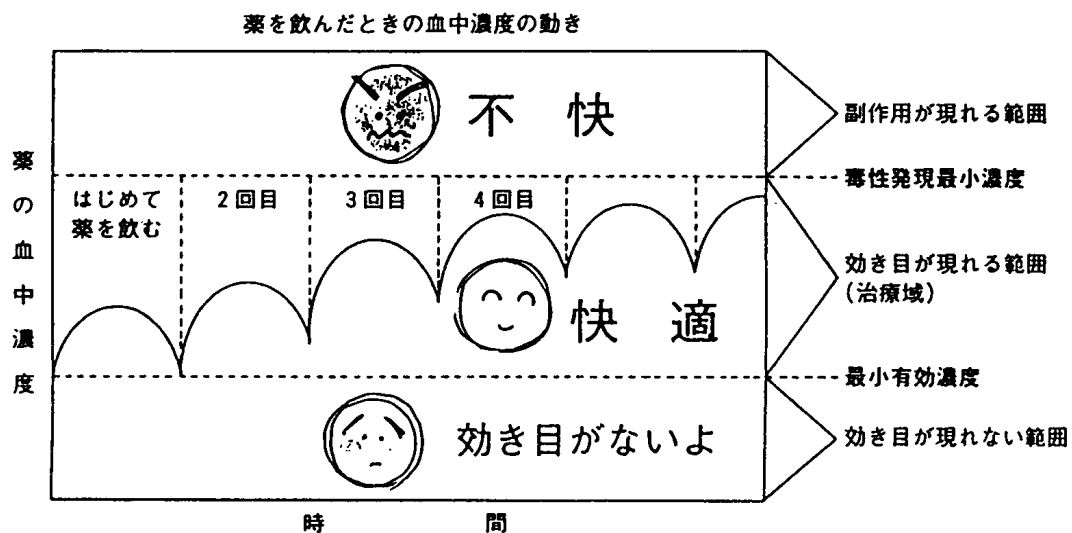 薬を飲んだときの血中濃度の動き
不 快
副作用が現れる範囲
毒性発現最小濃度
薬の血中濃度
はじめて
薬を飲む
2回目
3回目
4回目
効き目が現れる範囲
(治療域)
快 適
最小有効濃度
効き目がないよ
効き目が現れない範囲
時 間